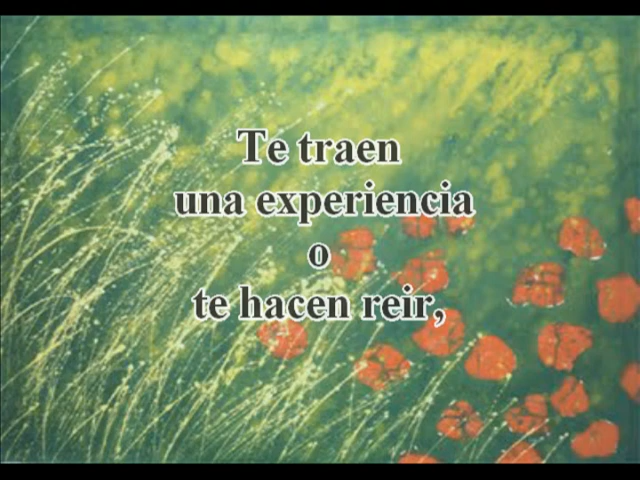 Te traen
una experiencia
o
te hacen reir,